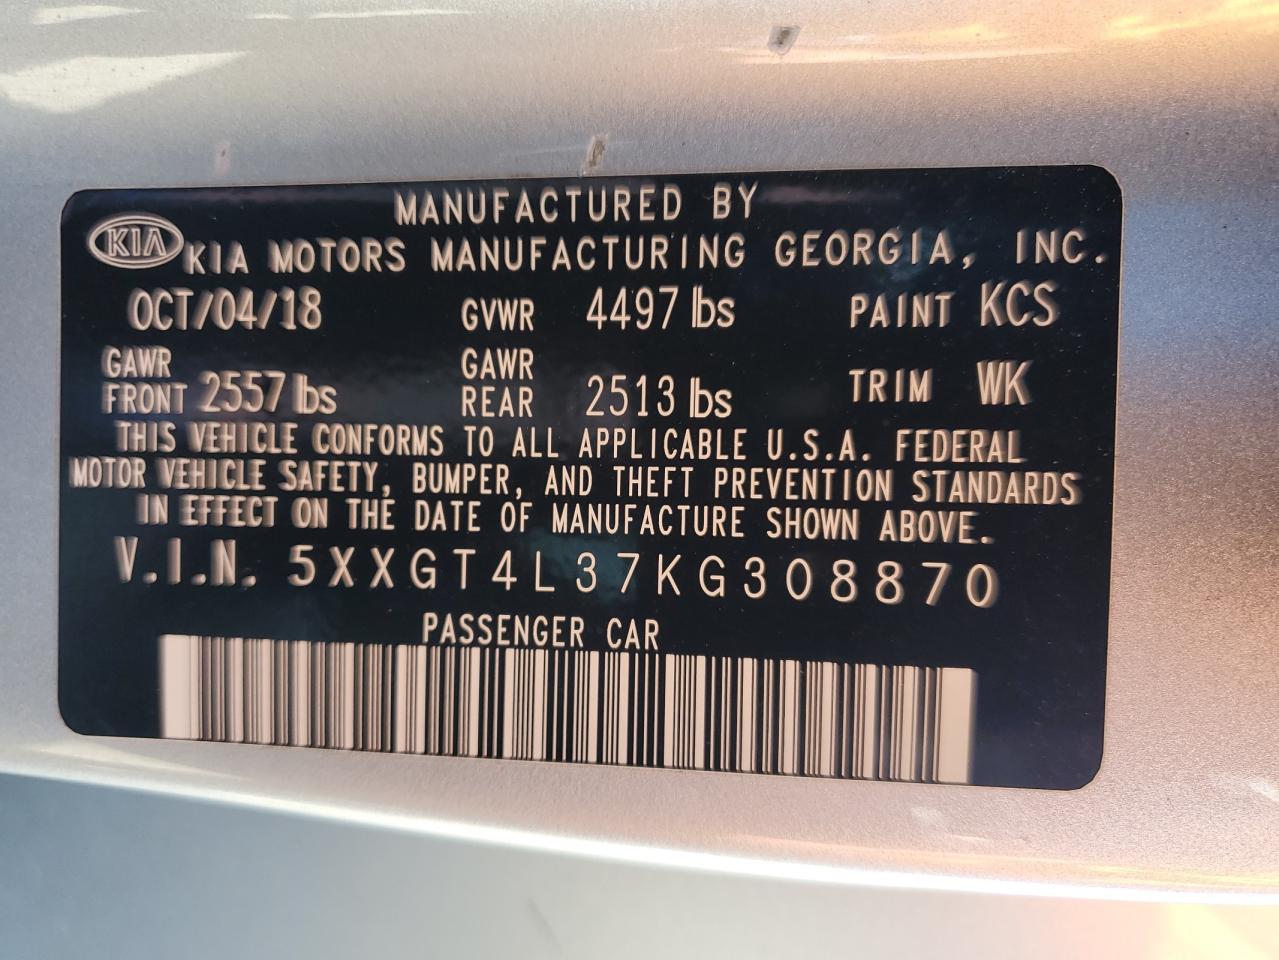 MANUFACTURED BY
KIA KIA MOTORS MANUFACTURING GEORGIA, INC.
OCT/04/18 GVWR 4497 lbs PAINT KCS
GAWR FRONT 2557 lbs GAWR REAR 2513 lbs TRIM WK
THIS VEHICLE CONFORMS TO ALL APPLICABLE U.S.A. FEDERAL
MOTOR VEHICLE SAFETY, BUMPER, AND THEFT PREVENTION STANDARDS
IN EFFECT ON THE DATE OF MANUFACTURE SHOWN ABOVE.
V.I.N. 5XXGT4L37KG308870
PASSENGER CAR